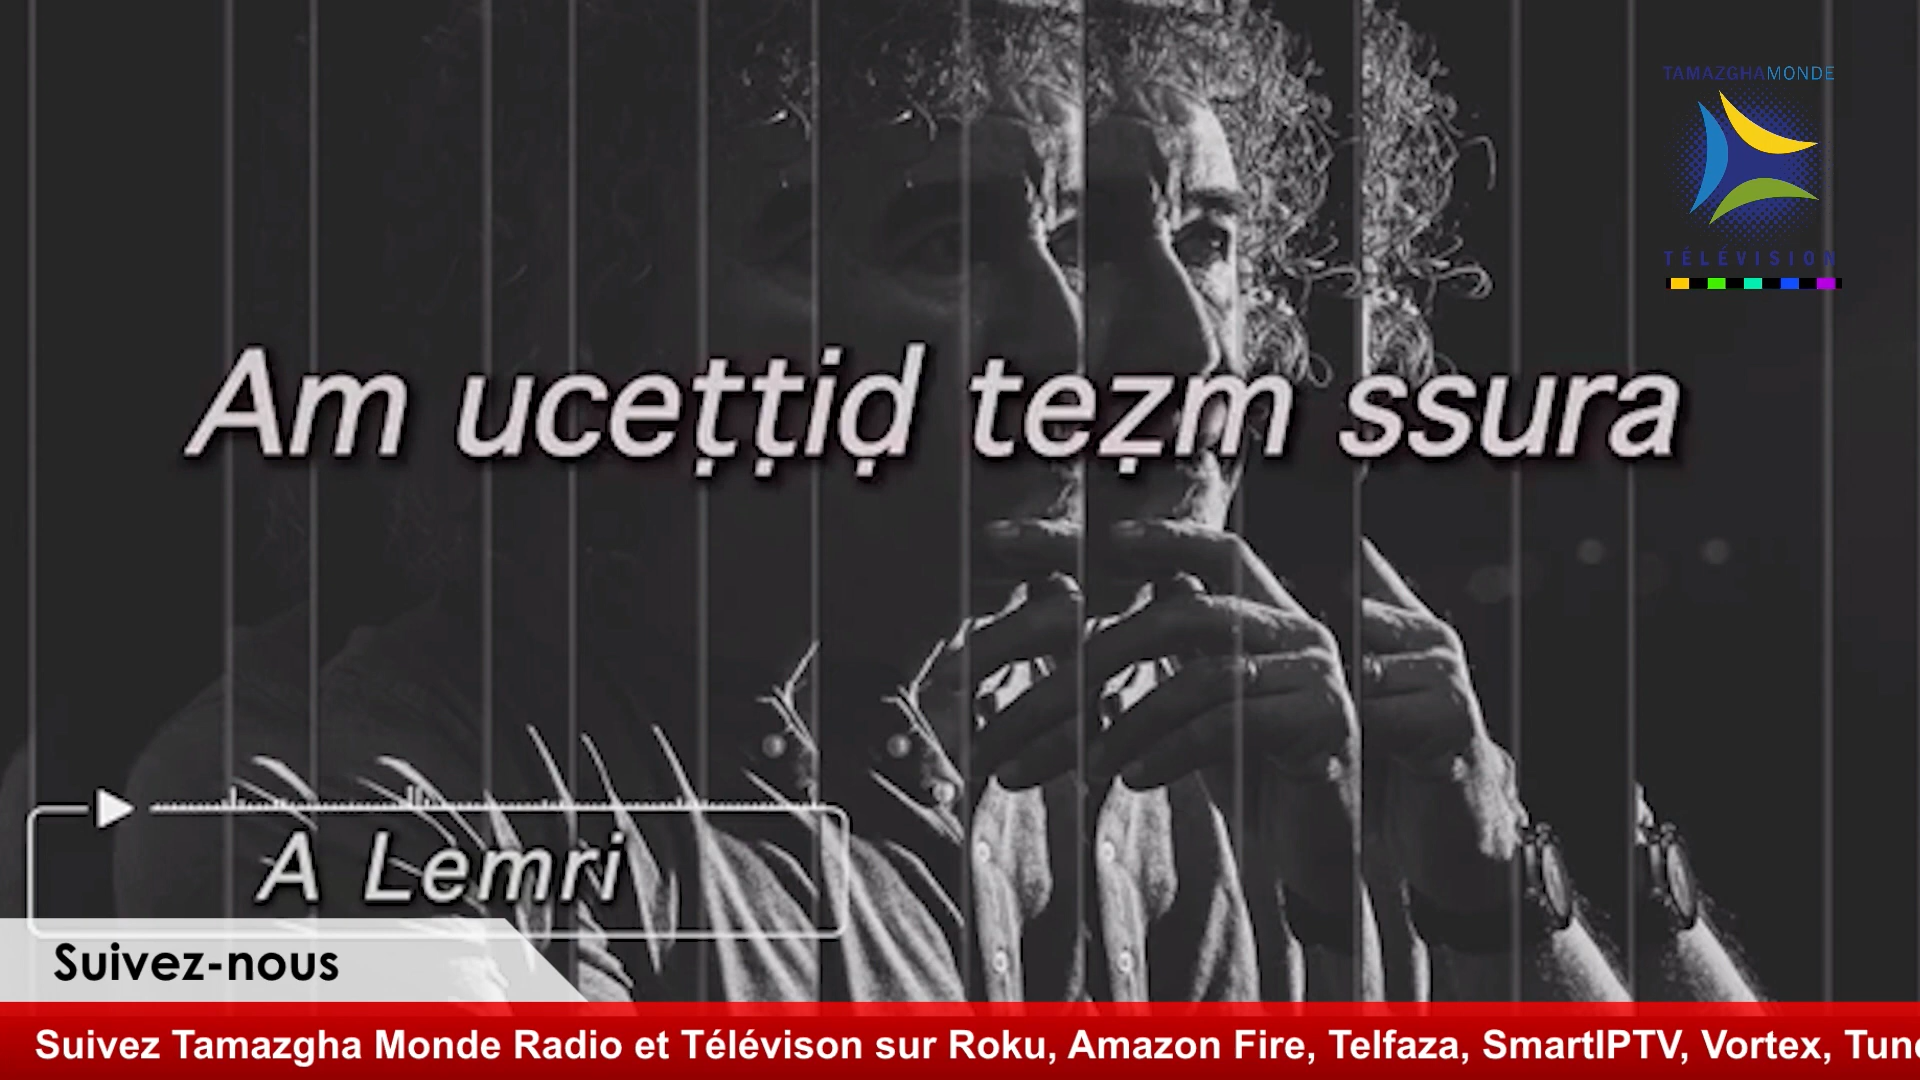 TAMAZGHAMONDE
TÉLÉVISION
Am uceṭṭiḍ teẓm ssura
A Lemri
Suivez-nous
Suivez Tamazgha Monde Radio et Télévison sur Roku, Amazon Fire, Telfaza, SmartIPTV, Vortex,